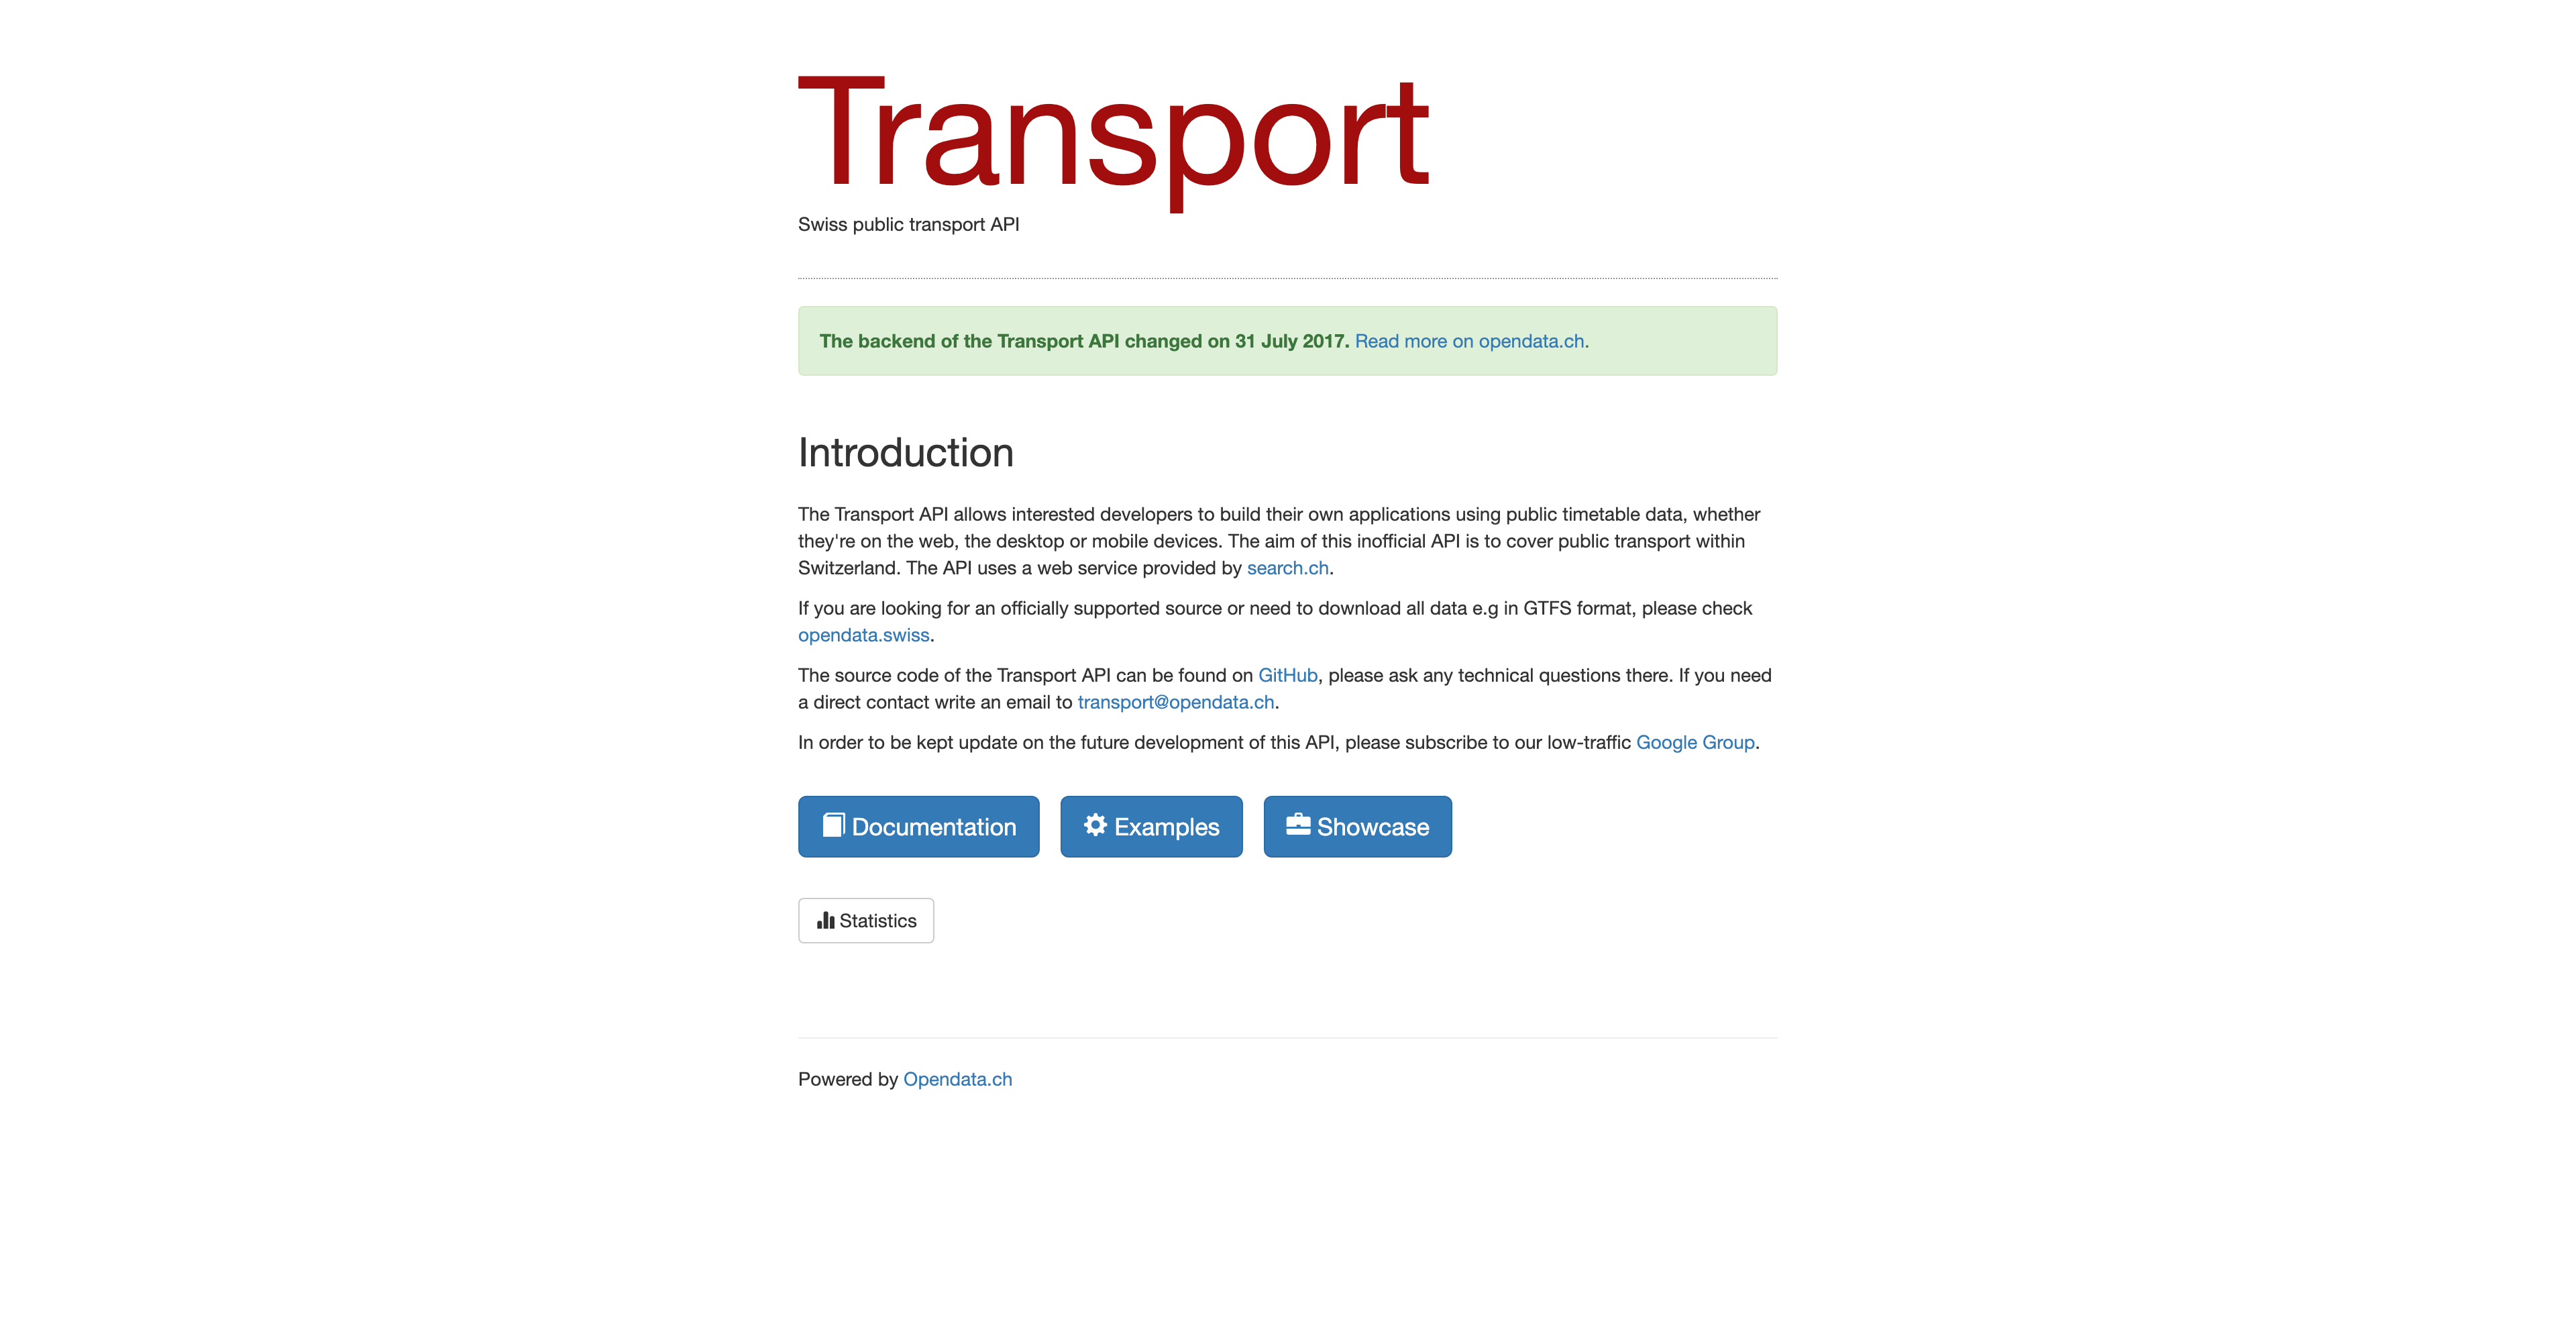 Transport
Swiss public transport API
The backend of the Transport API changed on 31 July 2017. Read more on opendata.ch.
Introduction
The Transport API allows interested developers to build their own applications using public timetable data, whether
they're on the web, the desktop or mobile devices. The aim of this inofficial API is to cover public transport within
Switzerland. The API uses a web service provided by search.ch.
If you are looking for an officially supported source or need to download all data e.g in GTFS format, please check
opendata.swiss.
The source code of the Transport API can be found on GitHub, please ask any technical questions there. If you need
a direct contact write an email to transport@opendata.ch.
In order to be kept update on the future development of this API, please subscribe to our low-traffic Google Group.
Documentation Examples Showcase
Statistics
Powered by Opendata.ch